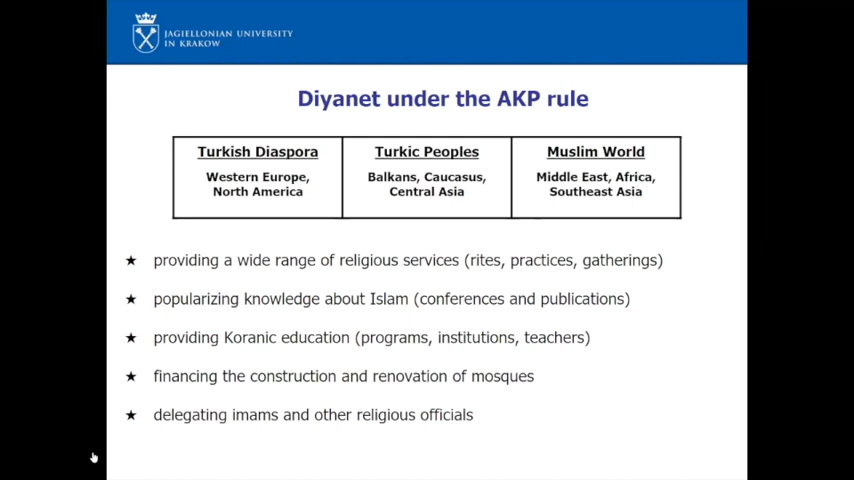 JAGIELLONIAN UNIVERSITY
IN KRAKOW
Diyanet under the AKP rule
Turkish Diaspora
Western Europe,
North America
Turkic Peoples
Balkans, Caucasus,
Central Asia
Muslim World
Middle East, Africa,
Southeast Asia
★ providing a wide range of religious services (rites, practices, gatherings)
★ popularizing knowledge about Islam (conferences and publications)
★ providing Koranic education (programs, institutions, teachers)
★ financing the construction and renovation of mosques
★ delegating imams and other religious officials